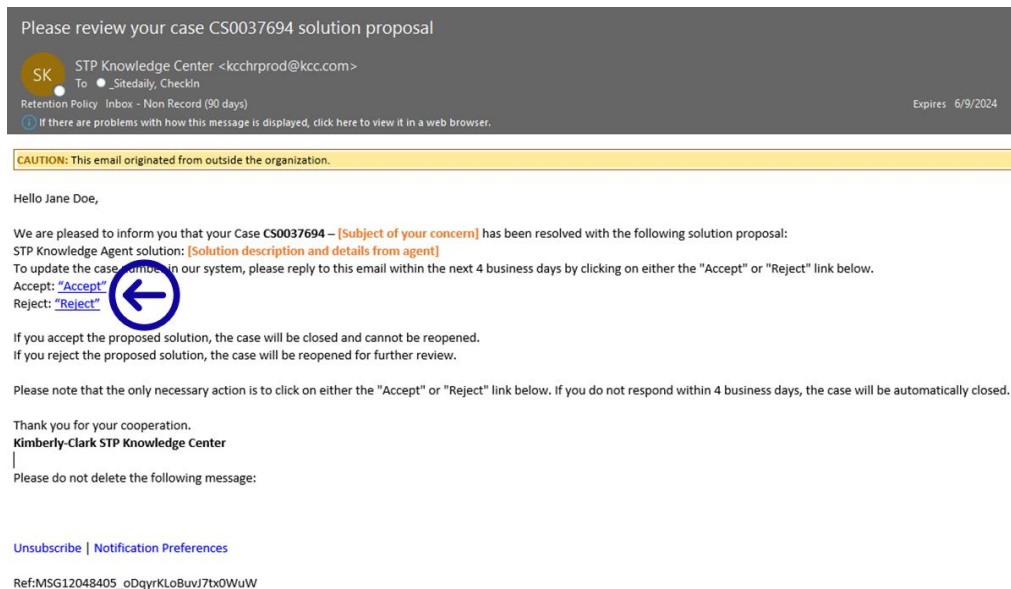 Please review your case CS0037694 solution proposal
SK
STP Knowledge Center <kcchrprod@kcc.com>
To _Sitedaily, CheckIn
Retention Policy Inbox - Non Record (90 days)
Expires 6/9/2024
If there are problems with how this message is displayed, click here to view it in a web browser.
CAUTION: This email originated from outside the organization.
Hello Jane Doe,
We are pleased to inform you that your Case CS0037694 – [Subject of your concern] has been resolved with the following solution proposal:
STP Knowledge Agent solution: [Solution description and details from agent]
To update the case number in our system, please reply to this email within the next 4 business days by clicking on either the "Accept" or "Reject" link below.
Accept: “Accept”
Reject: “Reject”
If you accept the proposed solution, the case will be closed and cannot be reopened.
If you reject the proposed solution, the case will be reopened for further review.
Please note that the only necessary action is to click on either the "Accept" or "Reject" link below. If you do not respond within 4 business days, the case will be automatically closed.
Thank you for your cooperation.
Kimberly-Clark STP Knowledge Center
Please do not delete the following message:
Unsubscribe | Notification Preferences
Ref:MSG12048405_oDqyrKLoBuvJ7tx0WuW